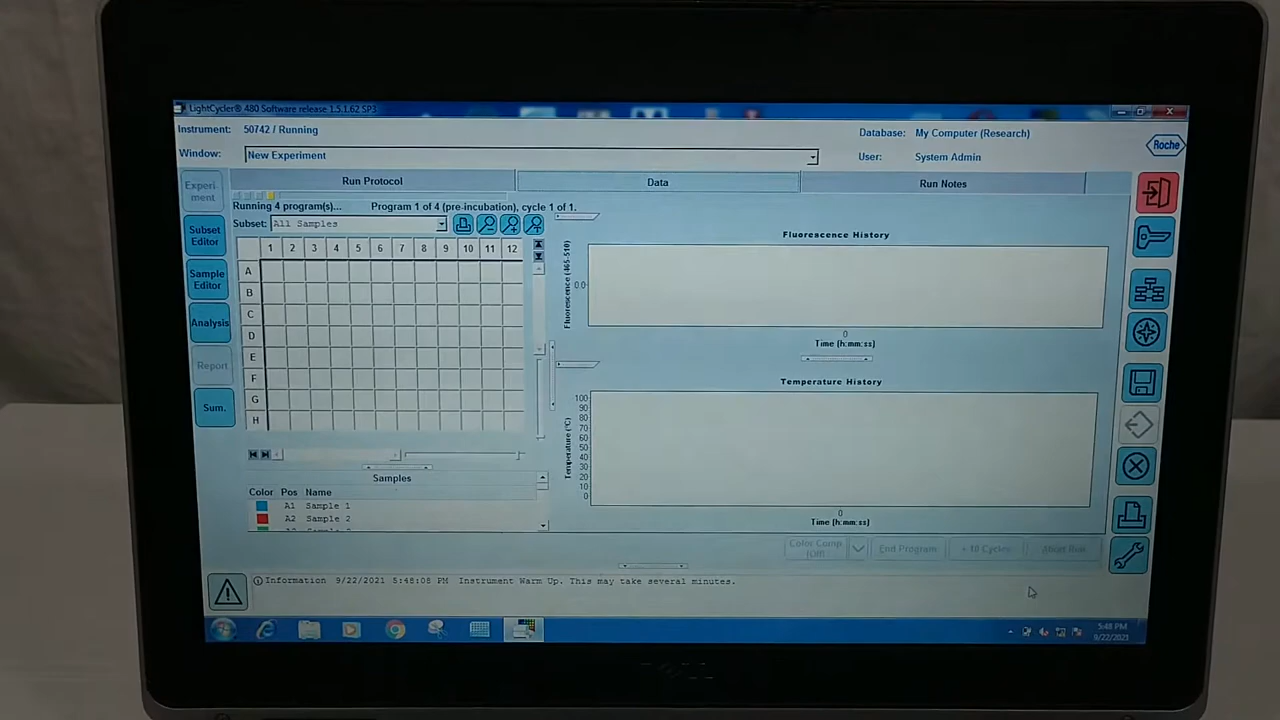 LightCycler® 480 Software release 1.5.1.62 SP3
Instrument: 50742 / Running
Database: My Computer (Research)
Window: New Experiment
User: System Admin
Roche
Experi-
ment
Run Protocol
Data
Run Notes
Running 4 program(s)... Program 1 of 4 (pre-incubation), cycle 1 of 1.
Subset: All Samples
Subset
Editor
Sample
Editor
Analysis
Report
Sum.
1 2 3 4 5 6 7 8 9 10 11 12
A
B
C
D
E
F
G
H
Fluorescence History
Fluorescence (465-510)
0.0
0
Time (h:mm:ss)
Temperature History
Temperature (°C)
100
90
80
70
60
50
40
30
20
10
0
0
Time (h:mm:ss)
Samples
Color Pos Name
A1 Sample 1
A2 Sample 2
Color Comp
(Off)
End Program
+ 10 Cycles
Abort Run
Information 9/22/2021 5:48:08 PM Instrument Warm Up. This may take several minutes.
5:48 PM
9/22/2021
DELL